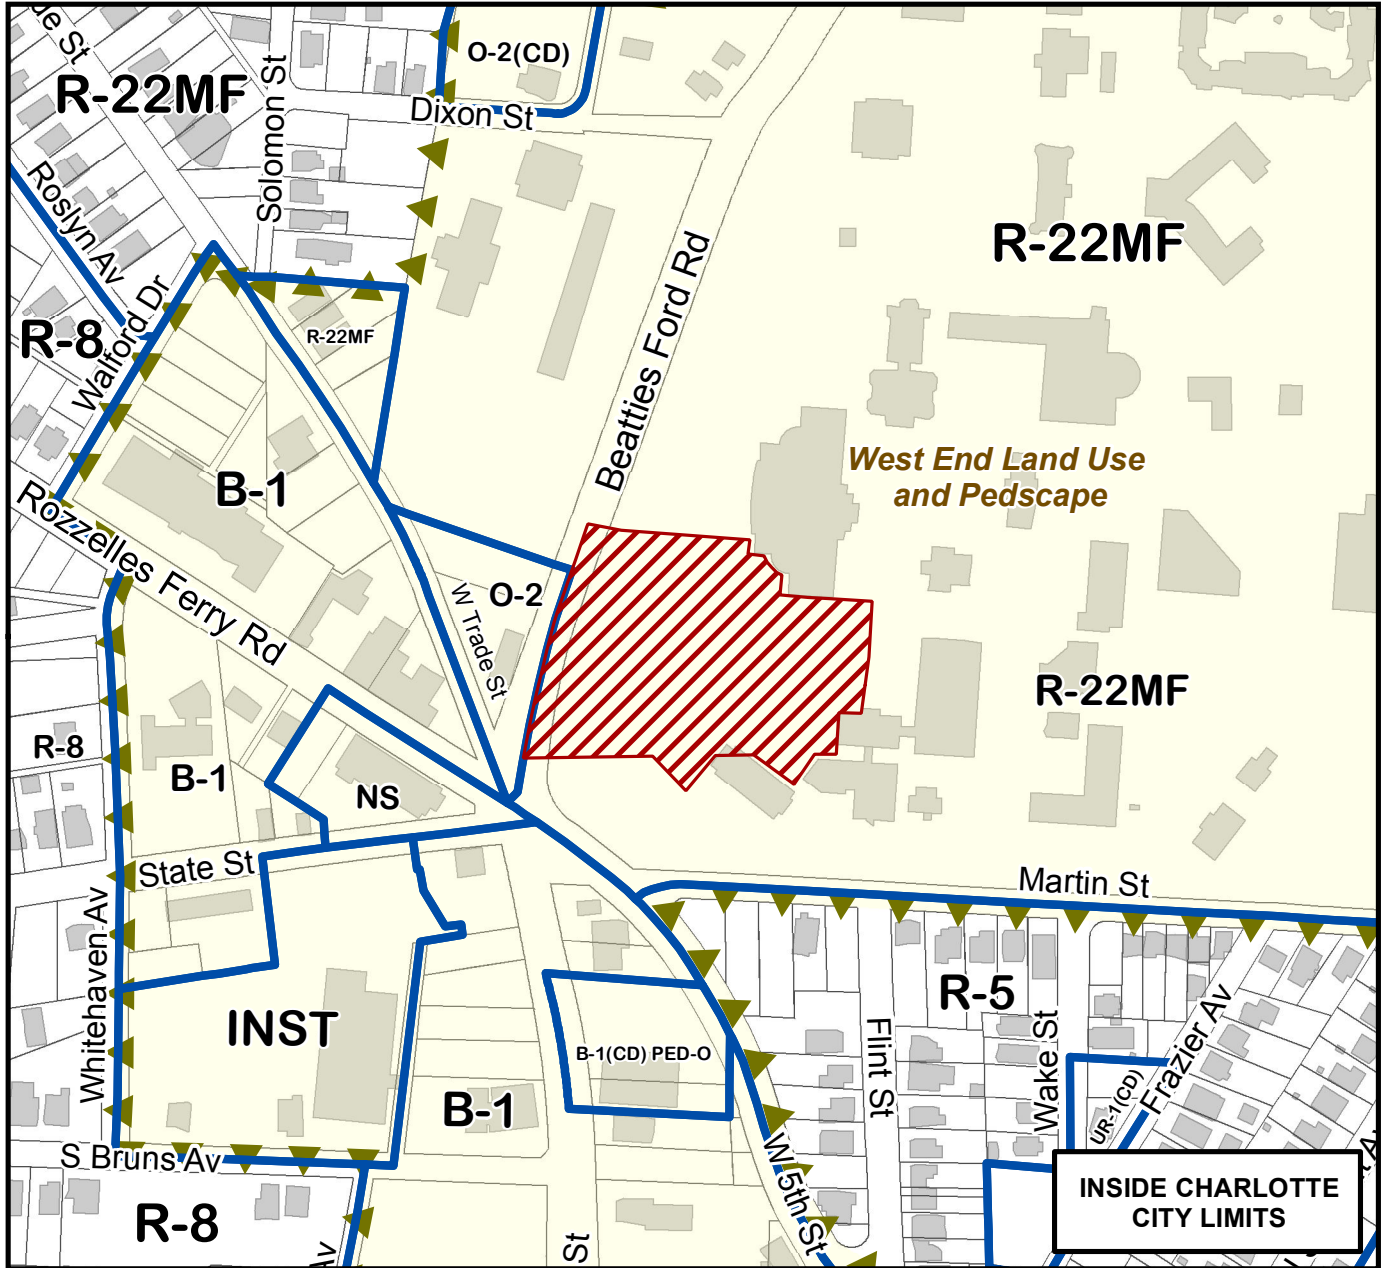 de St
R-22MF
Solomon St
O-2(CD)
Dixon St
Roslyn Av
R-22MF
Walford Dr
R-8
R-22MF
Beatties Ford Rd
West End Land Use
and Pedscape
B-1
Rozzelles Ferry Rd
O-2
W Trade St
R-22MF
R-8
B-1
NS
State St
Martin St
Whitehaven Av
INST
R-5
Flint St
Wake St
Frazier Av
UR-1(CD)
B-1(CD) PED-O
B-1
S Bruns Av
W 5th St
R-8
St
INSIDE CHARLOTTE
CITY LIMITS